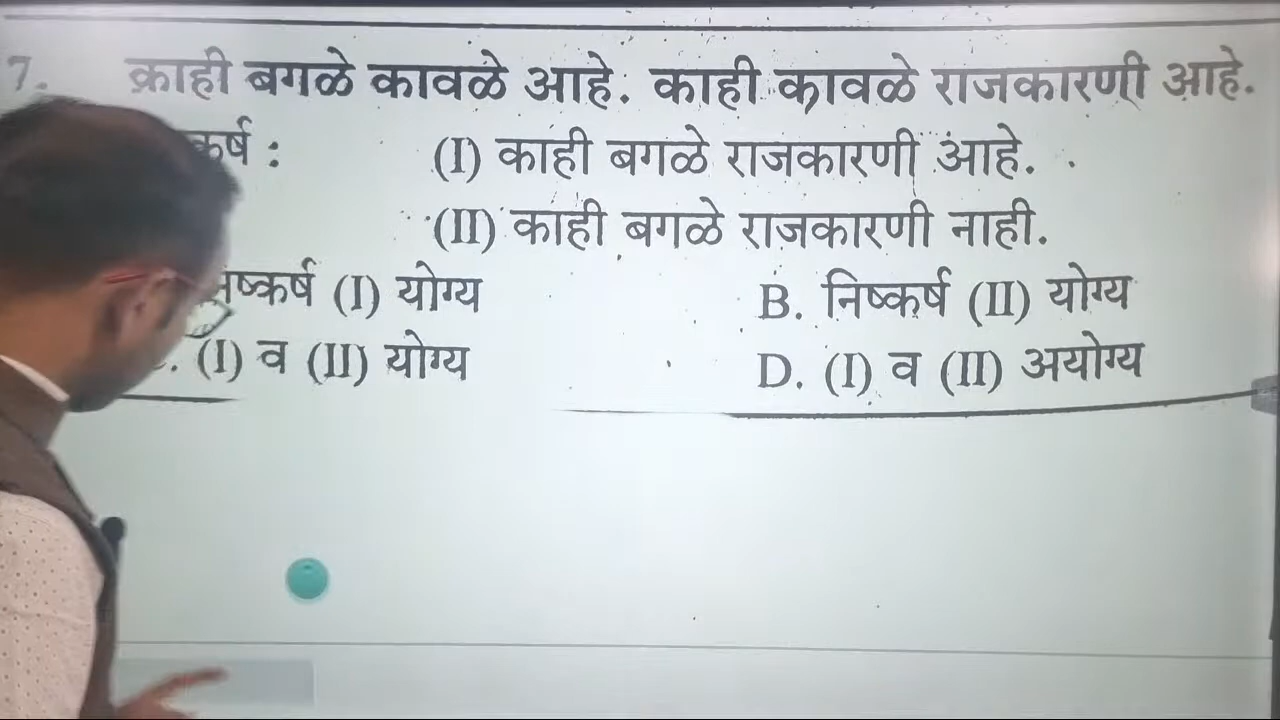 7. काही बगळे कावळे आहे. काही कावळे राजकारणी आहे.
(I) काही बगळे राजकारणी आहे.
(II) काही बगळे राजकारणी नाही.
(I) योग्य B. निष्कर्ष (II) योग्य
(I) व (II) योग्य D. (I) व (II) अयोग्य